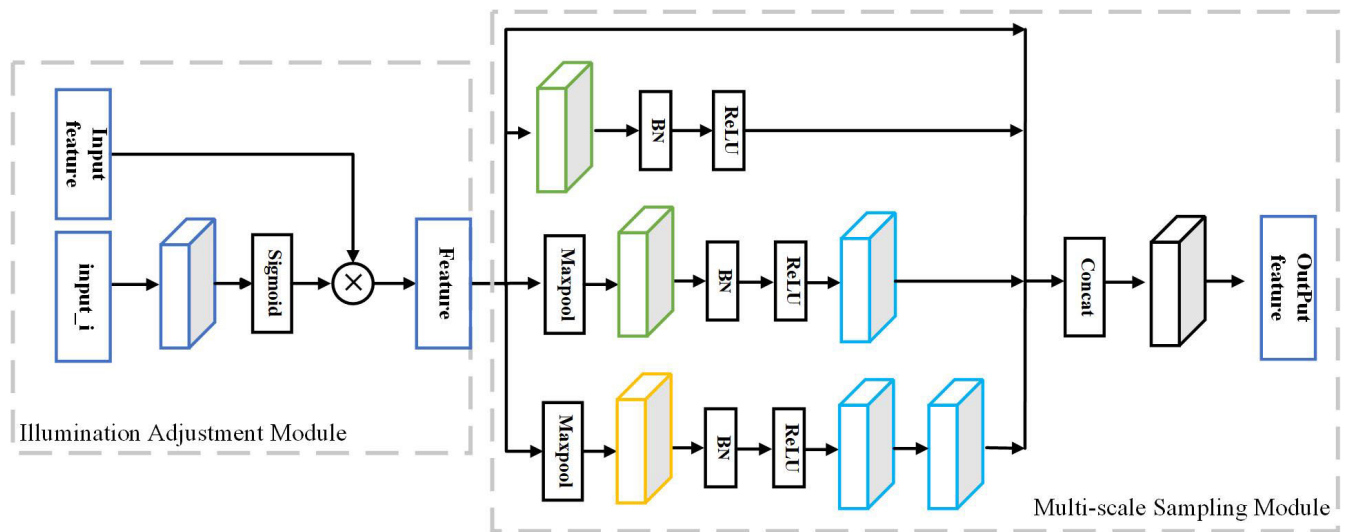 Input
feature
input_i
Sigmoid
×
Feature
Illumination Adjustment Module
BN
ReLU
Maxpool
BN
ReLU
Maxpool
BN
ReLU
Concat
OutPut
feature
Multi-scale Sampling Module